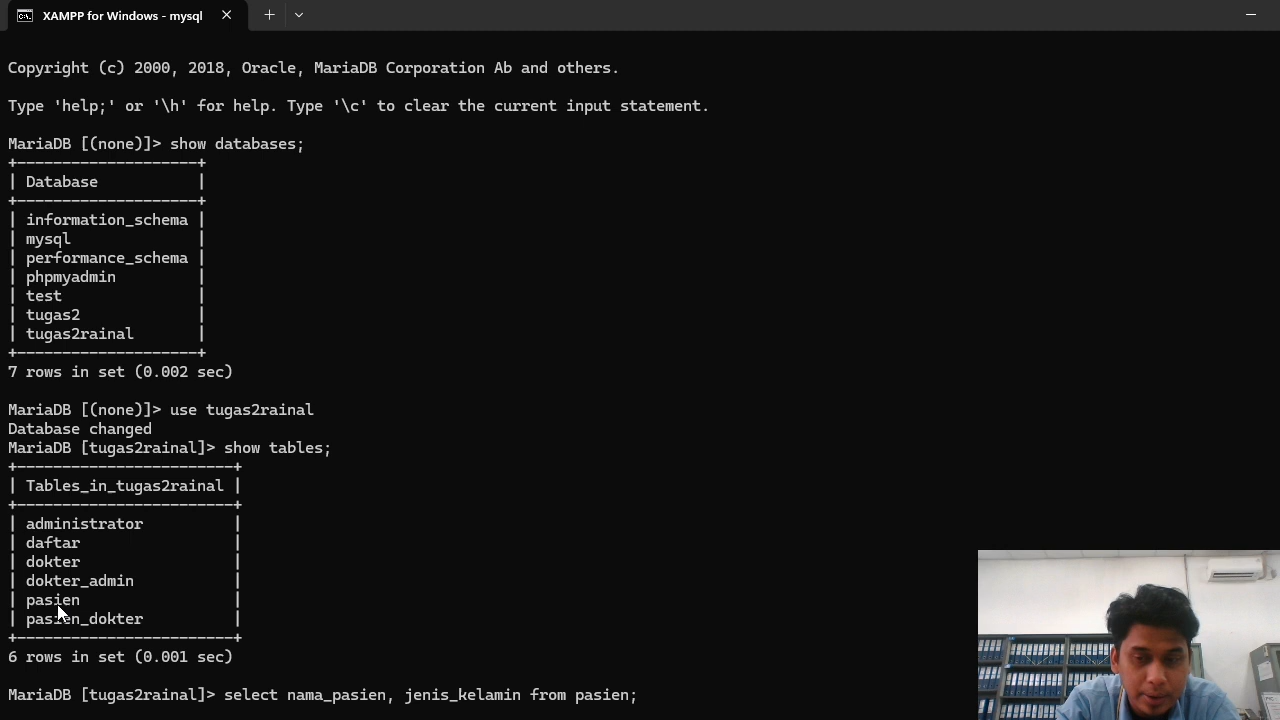 XAMPP for Windows - mysql
Copyright (c) 2000, 2018, Oracle, MariaDB Corporation Ab and others.
Type 'help;' or '\h' for help. Type '\c' to clear the current input statement.
MariaDB [(none)]> show databases;
+--------------------+
| Database           |
+--------------------+
| information_schema |
| mysql              |
| performance_schema |
| phpmyadmin         |
| test               |
| tugas2             |
| tugas2rainal       |
+--------------------+
7 rows in set (0.002 sec)
MariaDB [(none)]> use tugas2rainal
Database changed
MariaDB [tugas2rainal]> show tables;
+------------------------+
| Tables_in_tugas2rainal |
+------------------------+
| administrator          |
| daftar                 |
| dokter                 |
| dokter_admin           |
| pasien                 |
| pasien_dokter          |
+------------------------+
6 rows in set (0.001 sec)
MariaDB [tugas2rainal]> select nama_pasien, jenis_kelamin from pasien;